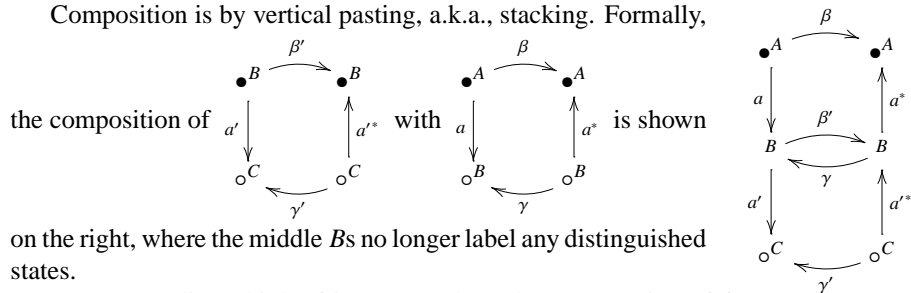 Composition is by vertical pasting, a.k.a., stacking. Formally,
β′
B B
the composition of a′ a′*
C C
γ′
with
β
A A
a a*
B B
γ
is shown
on the right, where the middle Bs no longer label any distinguished
states.
β
A A
a a*
β′
B B
γ
a′ a′*
C C
γ′